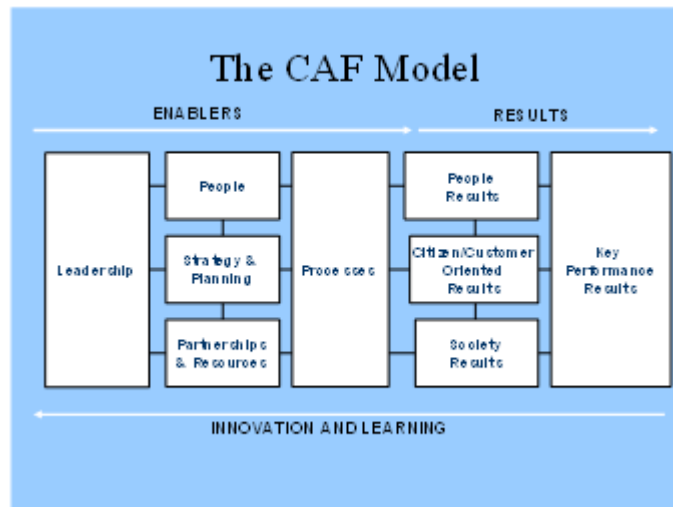 The CAF Model
ENABLERS
RESULTS
Leadership
People
Strategy &
Planning
Partnerships
& Resources
Processes
People
Results
Citizen/Customer
Oriented
Results
Society
Results
Key
Performance
Results
INNOVATION AND LEARNING